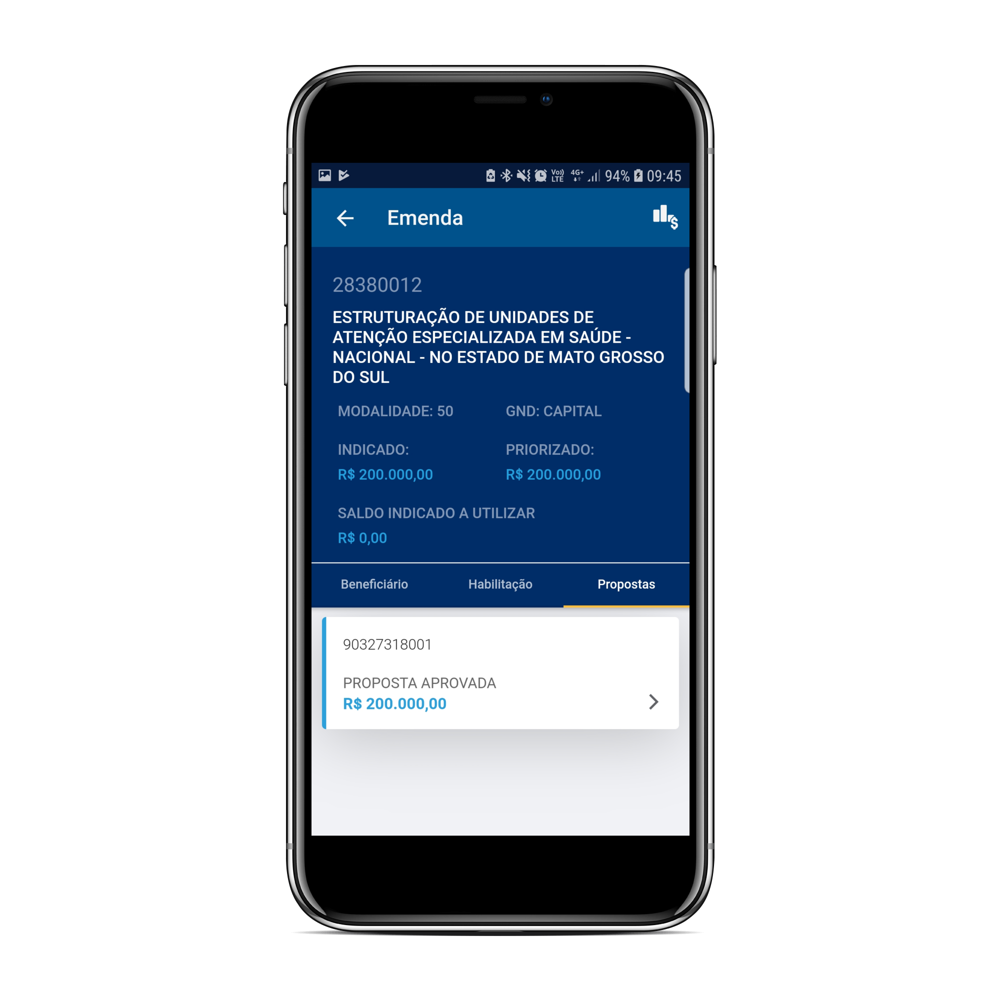 Vo)) 4G+ 94% 09:45
LTE
Emenda
28380012
ESTRUTURAÇÃO DE UNIDADES DE
ATENÇÃO ESPECIALIZADA EM SAÚDE -
NACIONAL - NO ESTADO DE MATO GROSSO
DO SUL
MODALIDADE: 50 GND: CAPITAL
INDICADO: PRIORIZADO:
R$ 200.000,00 R$ 200.000,00
SALDO INDICADO A UTILIZAR
R$ 0,00
Beneficiário Habilitação Propostas
90327318001
PROPOSTA APROVADA
R$ 200.000,00